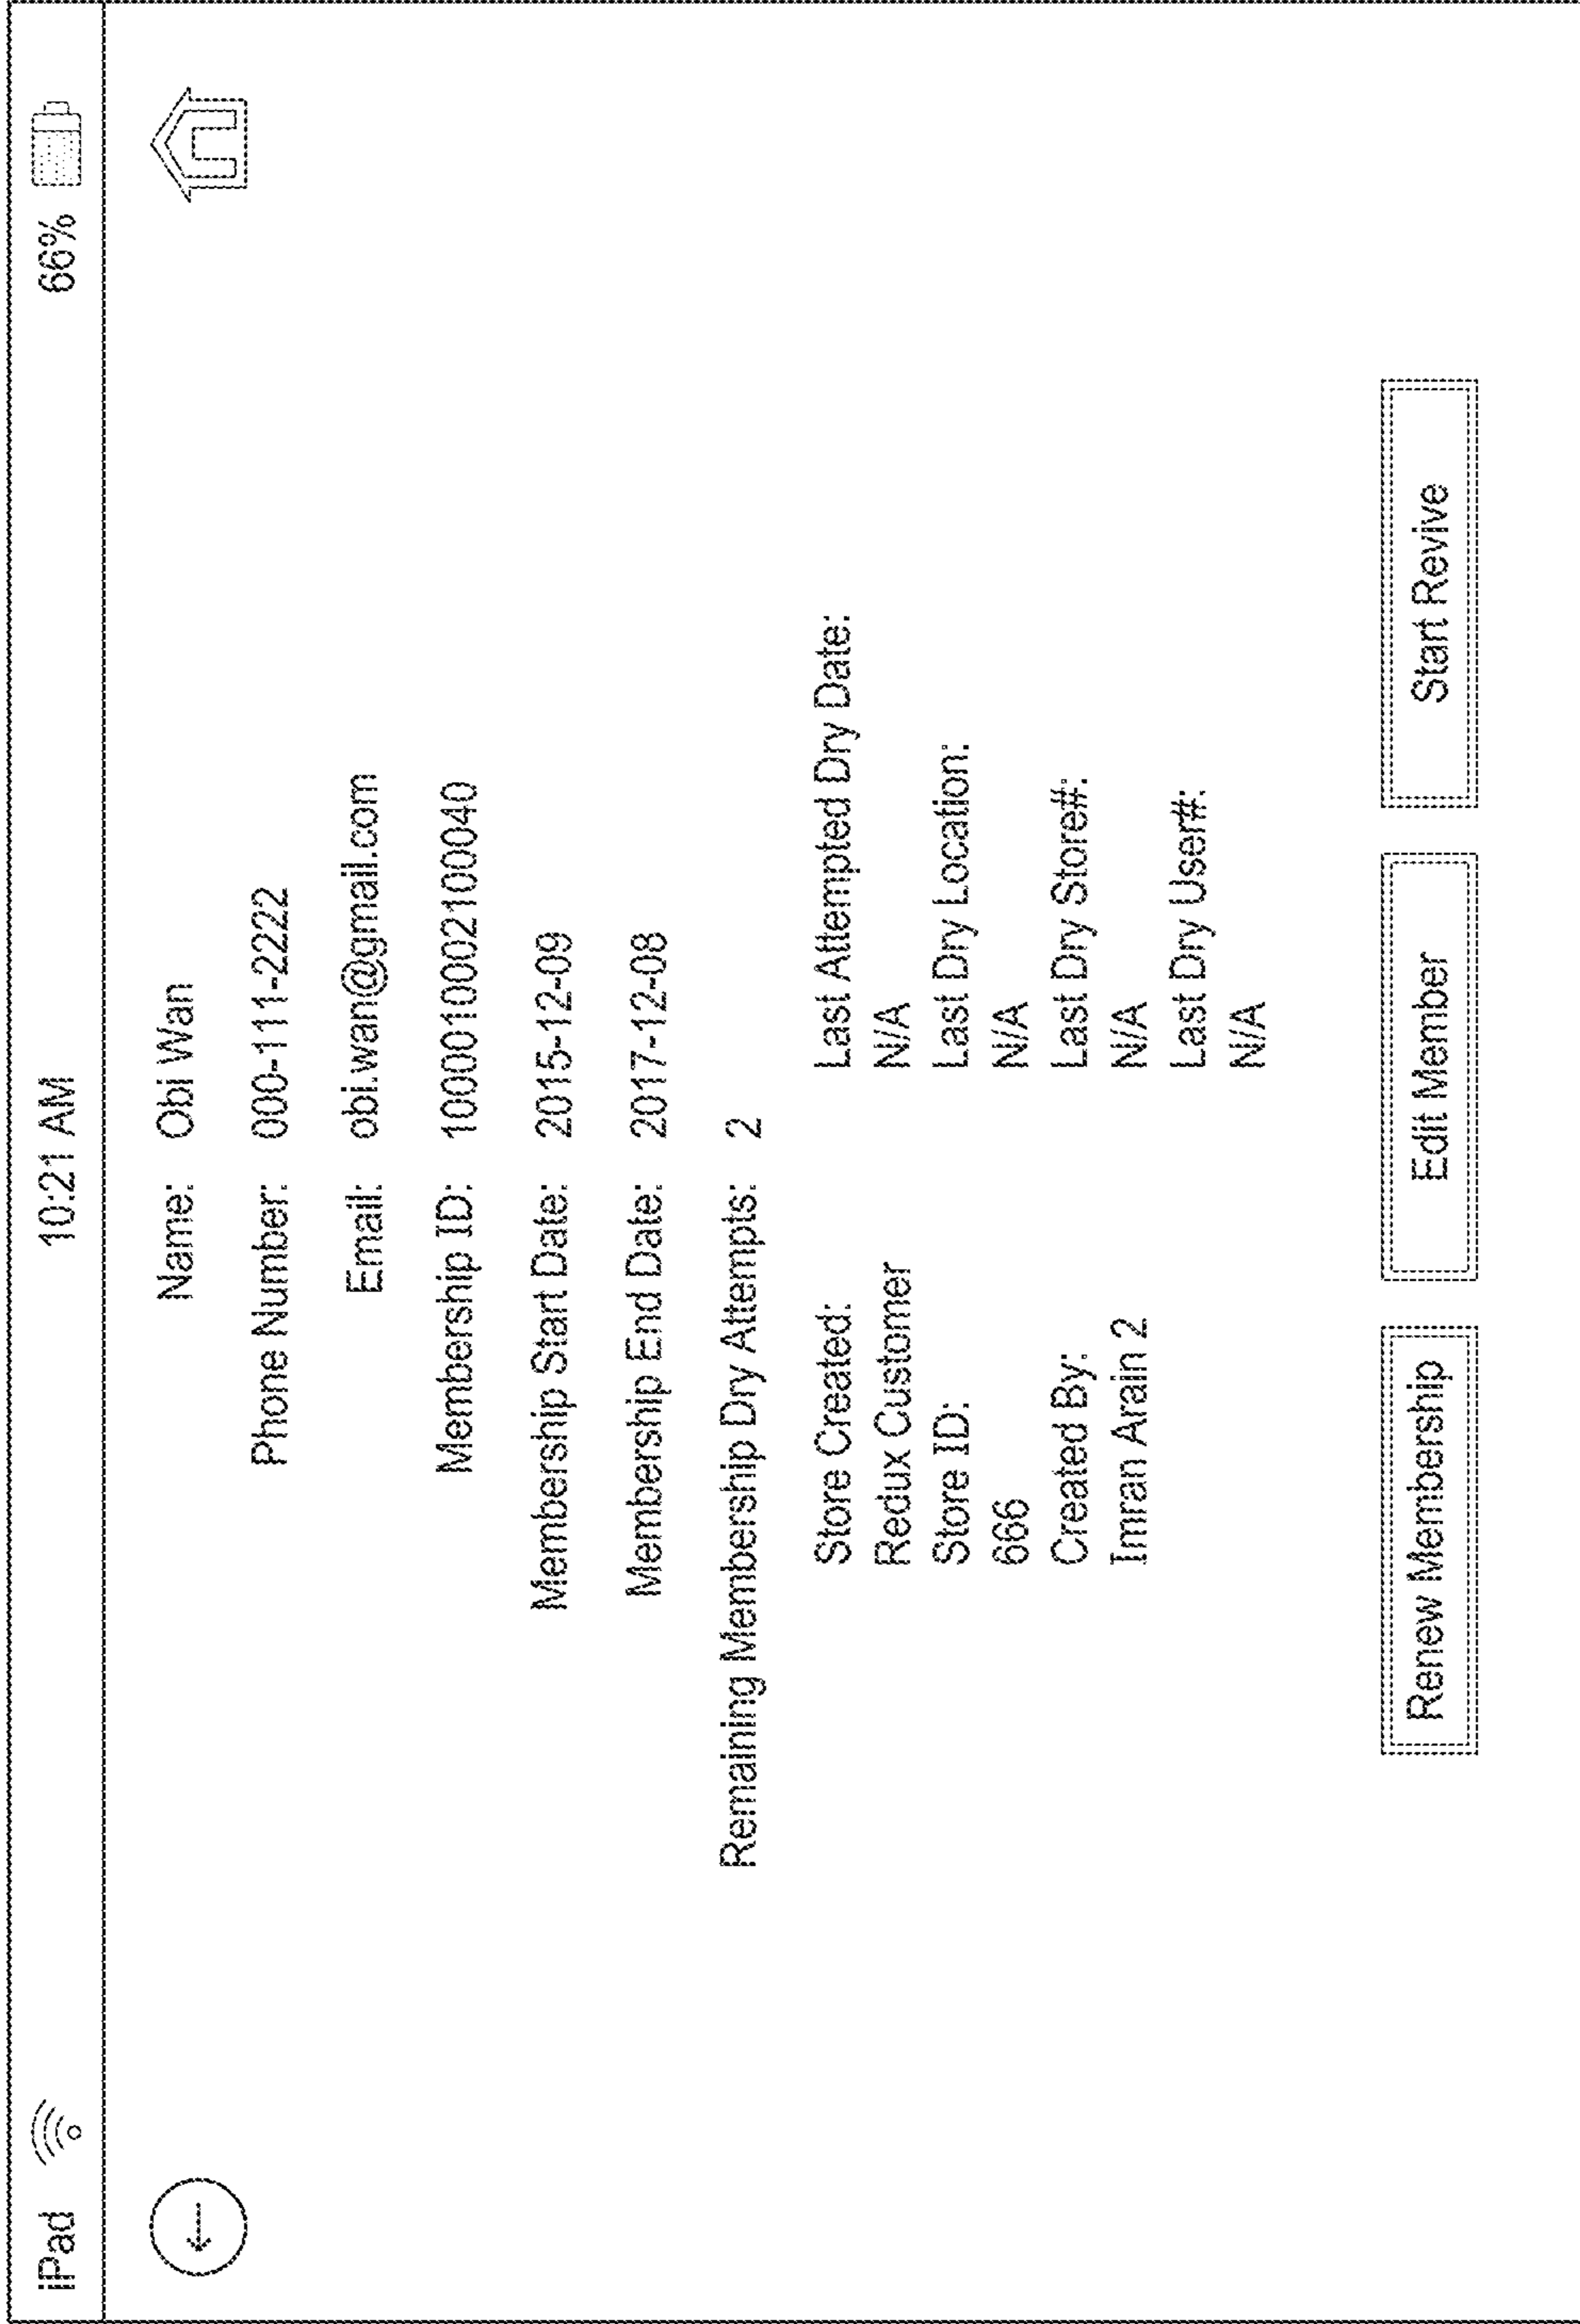 iPad 10:21 AM 66%
Name: Obi Wan
Phone Number: 000-111-2222
Email: obi.wan@gmail.com
Membership ID: 1000010002100040
Membership Start Date: 2015-12-09
Membership End Date: 2017-12-08
Remaining Membership Dry Attempts: 2
Store Created:
Redux Customer
Store ID:
666
Created By:
Imran Arain 2
Last Attempted Dry Date:
N/A
Last Dry Location:
N/A
Last Dry Store#:
N/A
Last Dry User#:
N/A
Renew Membership Edit Member Start Revive